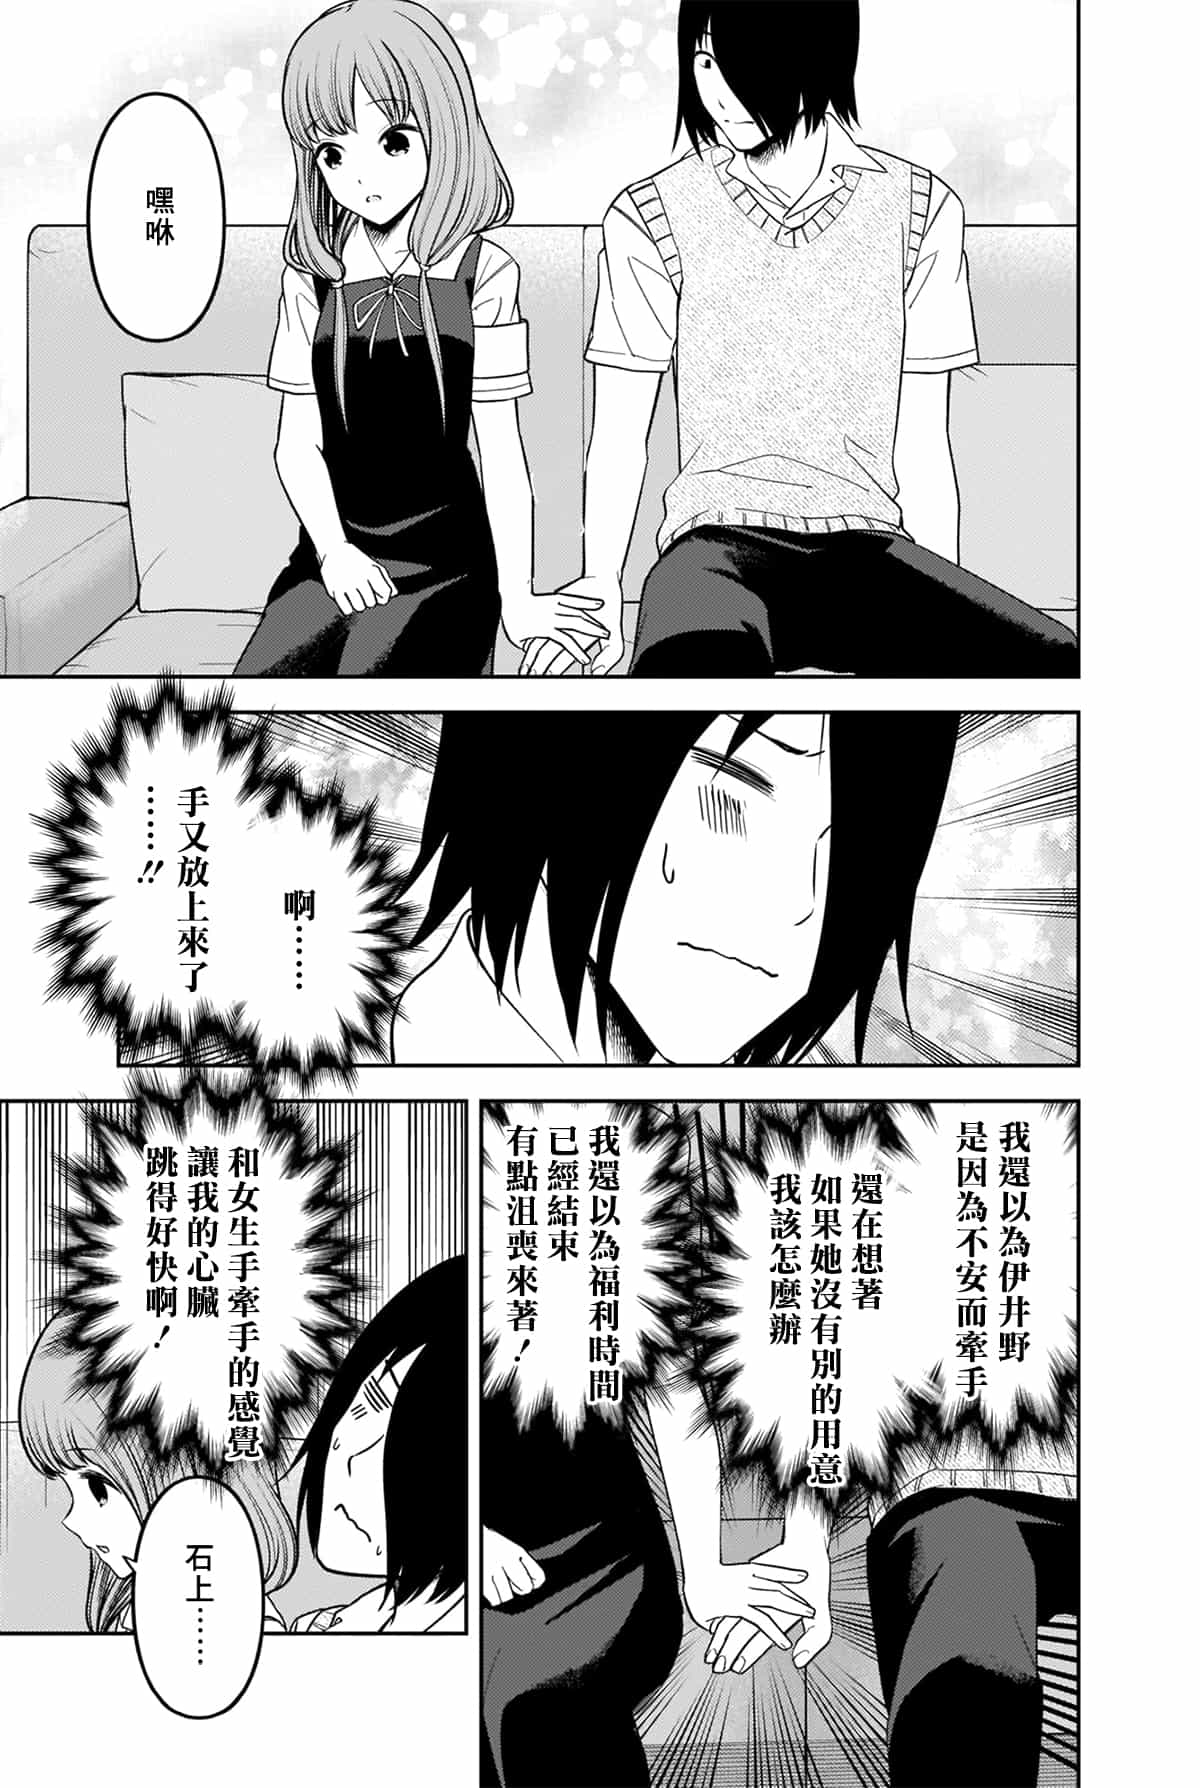 嘿咻
啊……
手又放上來了
……!!
我還以為伊井野
是因為不安而牽手
還在想著
如果她沒有別的用意
我該怎麼辦
我還以為福利時間
已經結束
有點沮喪來著！
和女生手牽手的感覺
讓我的心臟
跳得好快啊！
石上……